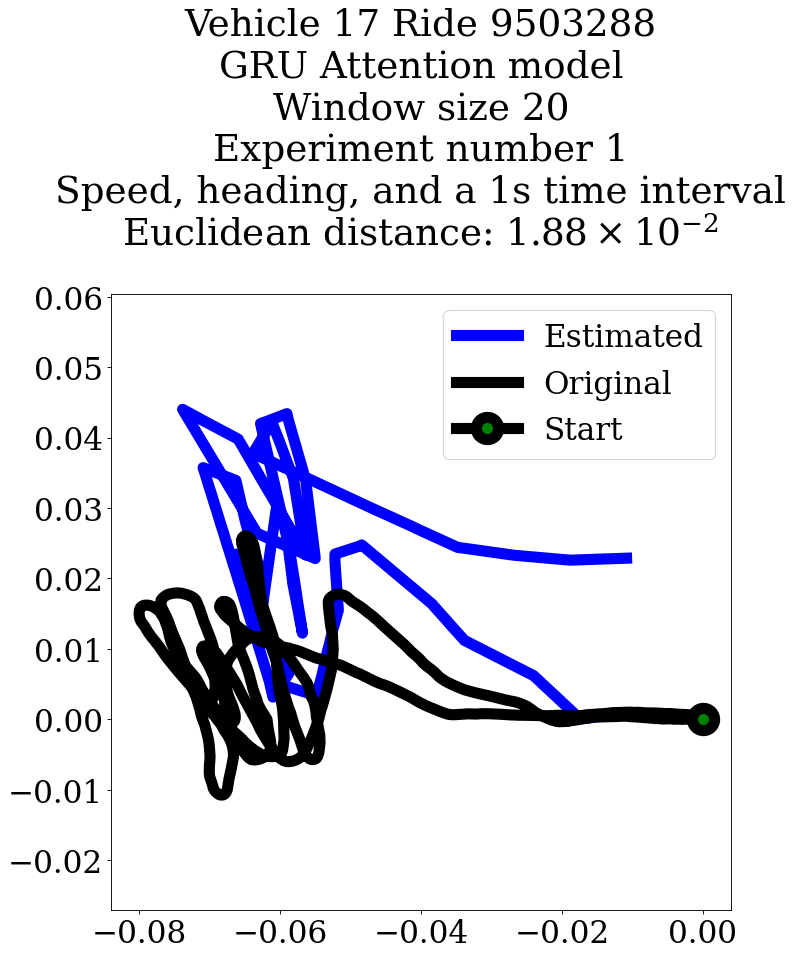 Vehicle 17 Ride 9503288
GRU Attention model
Window size 20
Experiment number 1
Speed, heading, and a 1s time interval
Euclidean distance: 1.88 × 10⁻²
0.06
0.05
0.04
0.03
0.02
0.01
0.00
−0.01
−0.02
Estimated
Original
Start
−0.08 −0.06 −0.04 −0.02 0.00